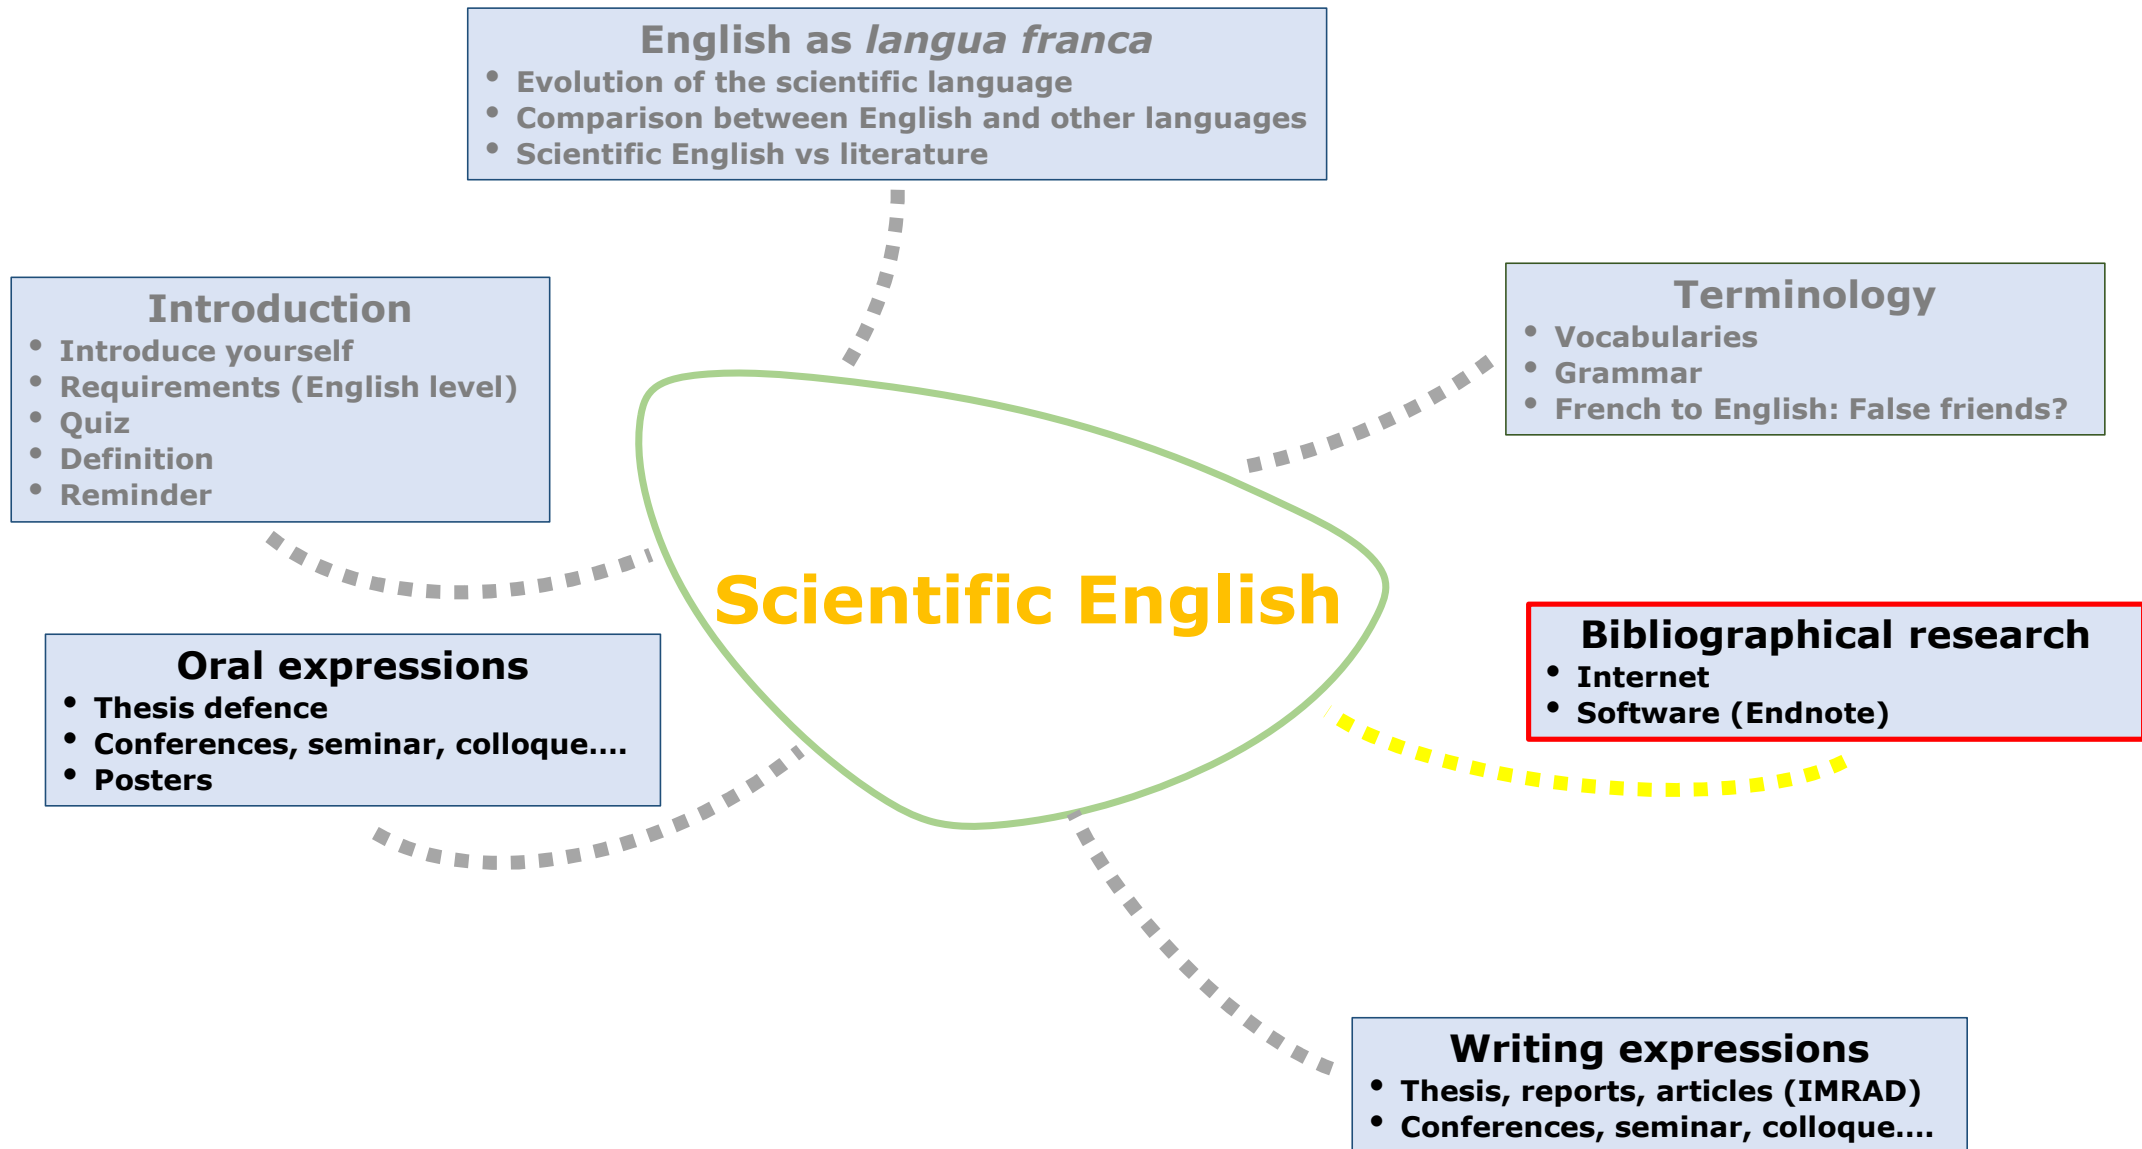 English as langua franca
• Evolution of the scientific language
• Comparison between English and other languages
• Scientific English vs literature
Introduction
• Introduce yourself
• Requirements (English level)
• Quiz
• Definition
• Reminder
Terminology
• Vocabularies
• Grammar
• French to English: False friends?
Scientific English
Oral expressions
• Thesis defence
• Conferences, seminar, colloque....
• Posters
Bibliographical research
• Internet
• Software (Endnote)
Writing expressions
• Thesis, reports, articles (IMRAD)
• Conferences, seminar, colloque....